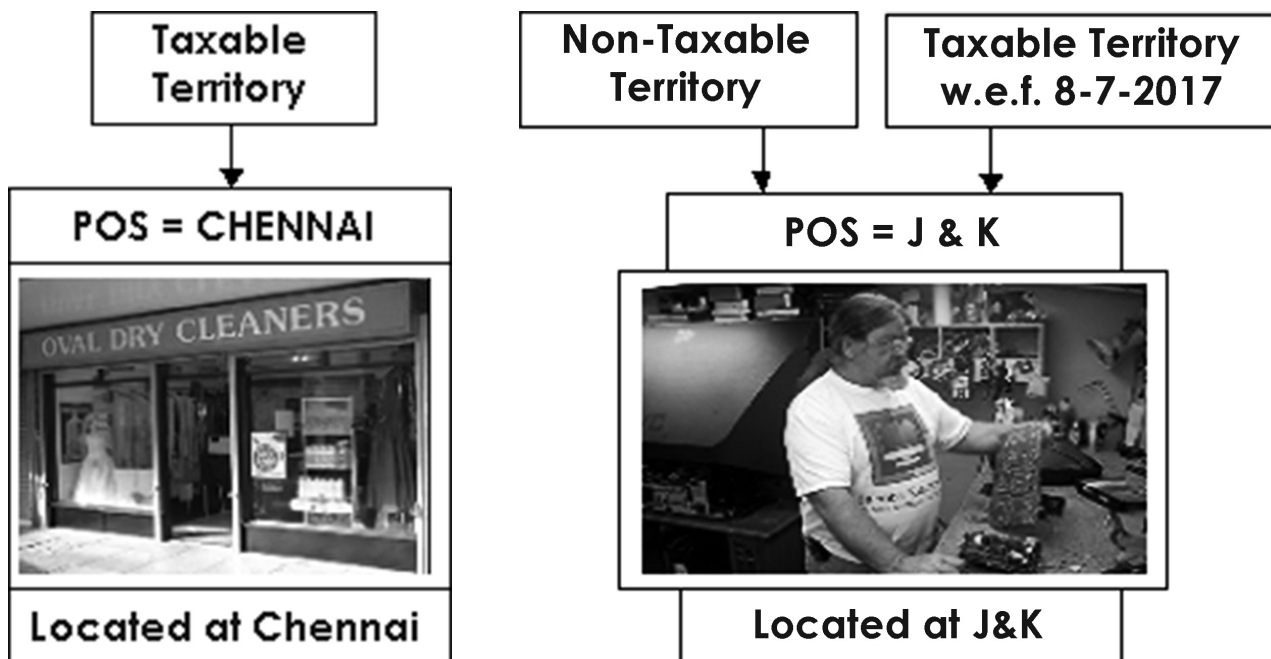 Taxable
Territory
POS = CHENNAI
OVAL DRY CLEANERS
Located at Chennai
Non-Taxable
Territory
Taxable Territory
w.e.f. 8-7-2017
POS = J & K
Located at J&K